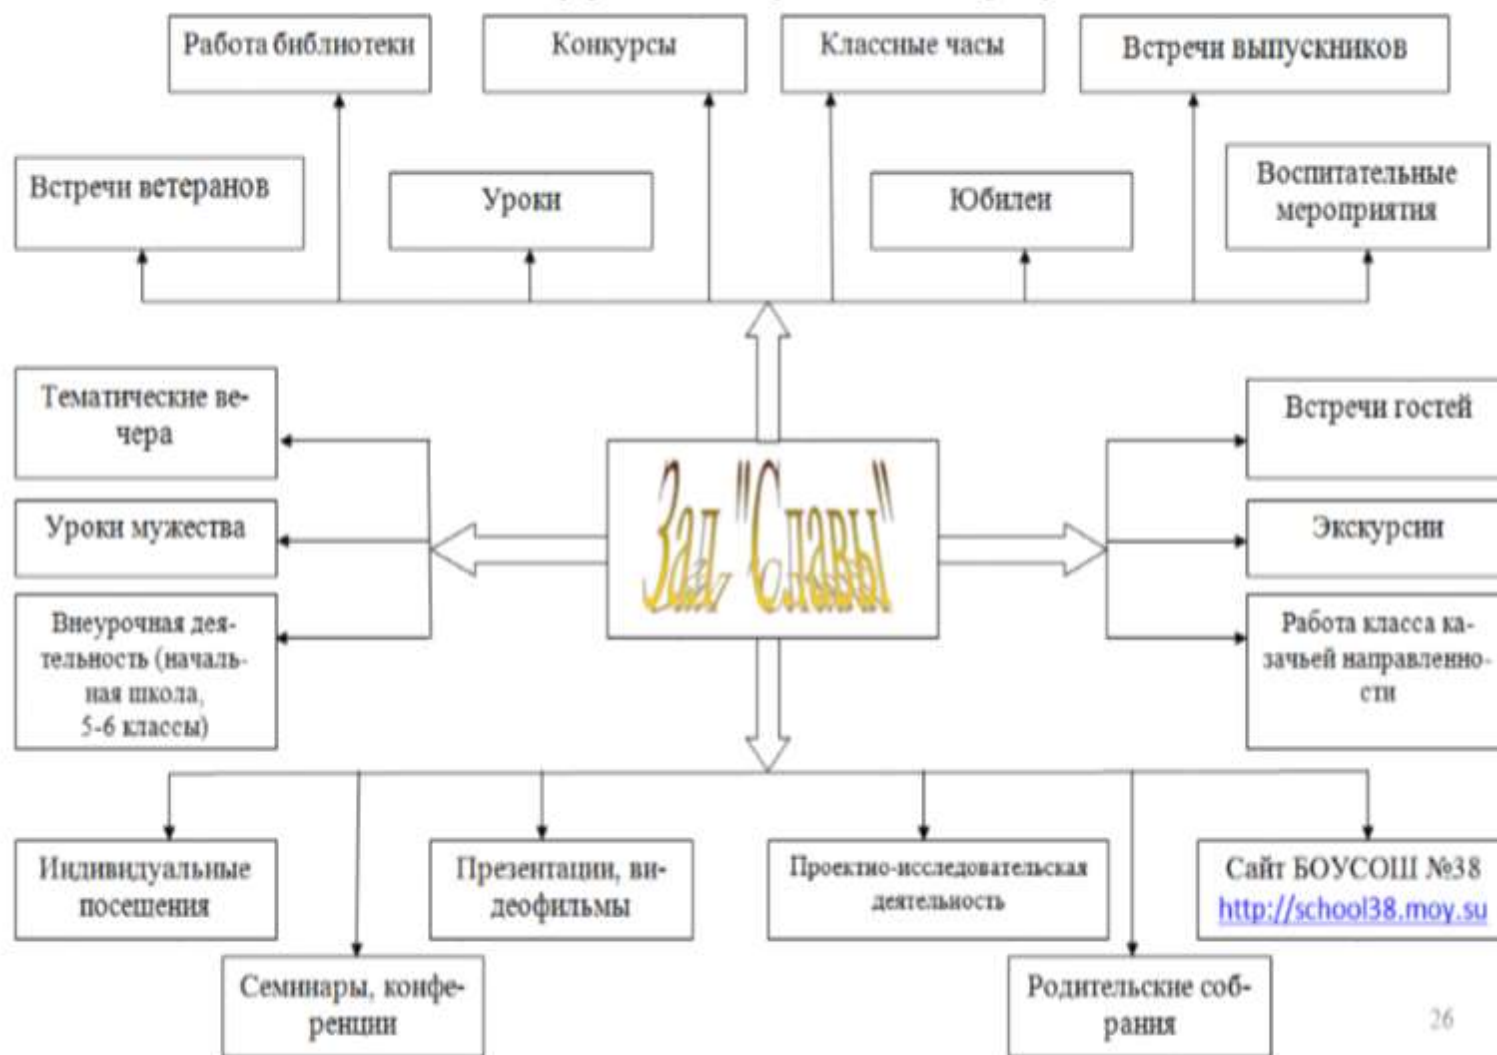 Работа библиотеки
Конкурсы
Классные часы
Встречи выпускников
Встречи ветеранов
Уроки
Юбилеи
Воспитательные
мероприятия
Тематические ве-
чера
Уроки мужества
Внеурочная дея-
тельность (началь-
ная школа,
5-6 классы)
Зал "Славы"
Встречи гостей
Экскурсии
Работа класса ка-
зачьей направленно-
сти
Индивидуальные
посешения
Презентации, ви-
деофильмы
Проектно-исследовательская
деятельность
Сайт БОУСОШ №38
http://school38.moy.su
Семинары, конфе-
ренции
Родительские соб-
рания
26